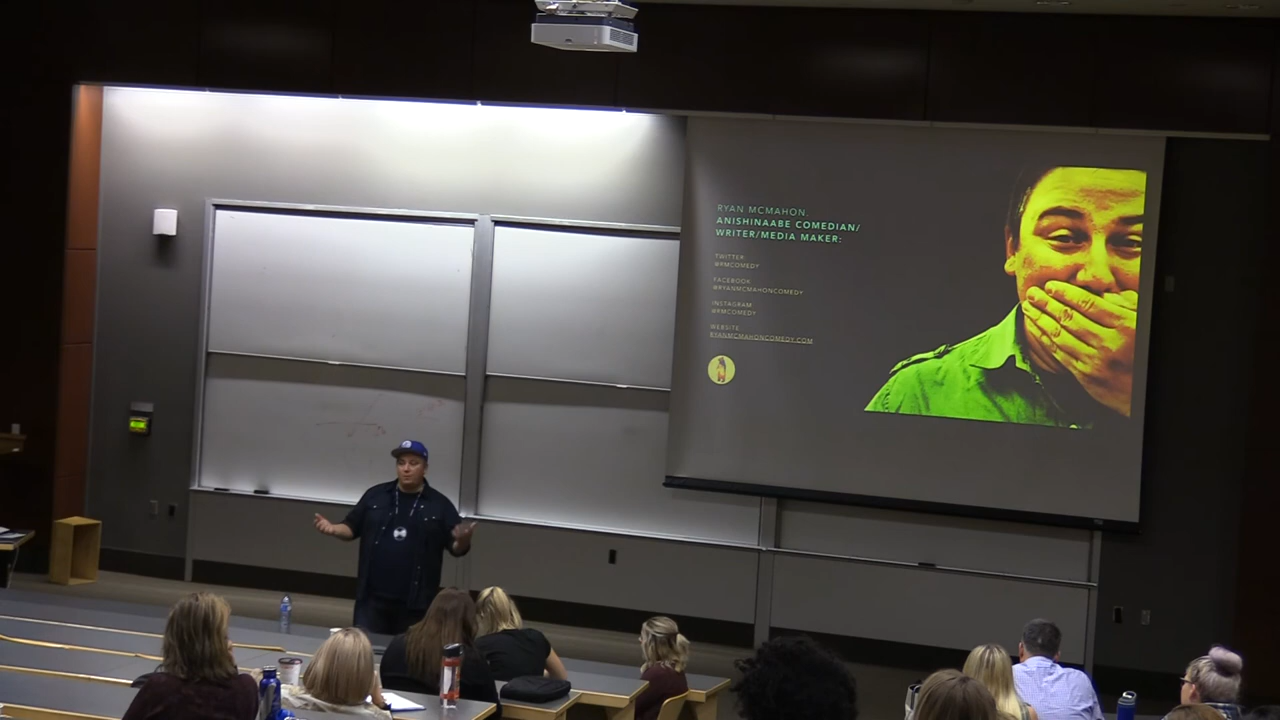 RYAN MCMAHON.
ANISHINAABE COMEDIAN/
WRITER/MEDIA MAKER:
TWITTER:
@RMCOMEDY
FACEBOOK:
@RYANMCMAHONCOMEDY
INSTAGRAM:
@RMCOMEDY
WEBSITE:
RYANMCMAHONCOMEDY.COM